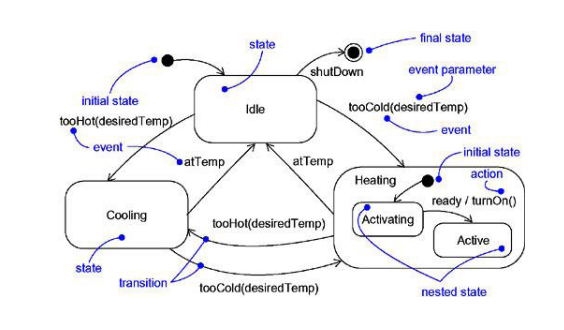 final state
state
shutDown
event parameter
initial state
tooHot(desiredTemp)
Idle
tooCold(desiredTemp)
event
event
atTemp
atTemp
initial state
action
Heating
ready / turnOn()
Cooling
tooHot(desiredTemp)
Activating
Active
state
transition
tooCold(desiredTemp)
nested state